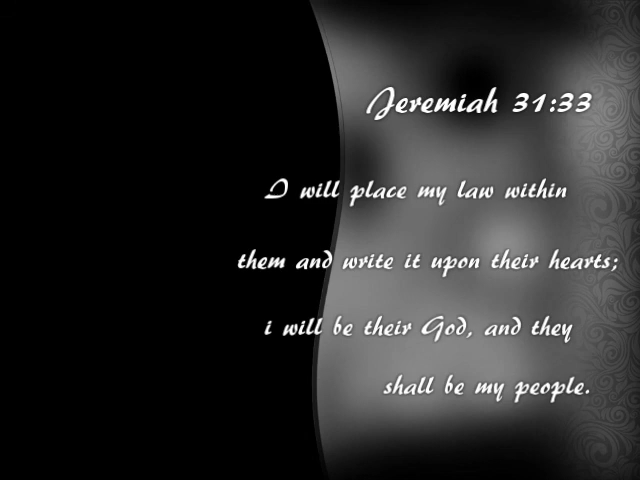 Jeremiah 31:33
I will place my law within
them and write it upon their hearts;
i will be their God, and they
shall be my people.